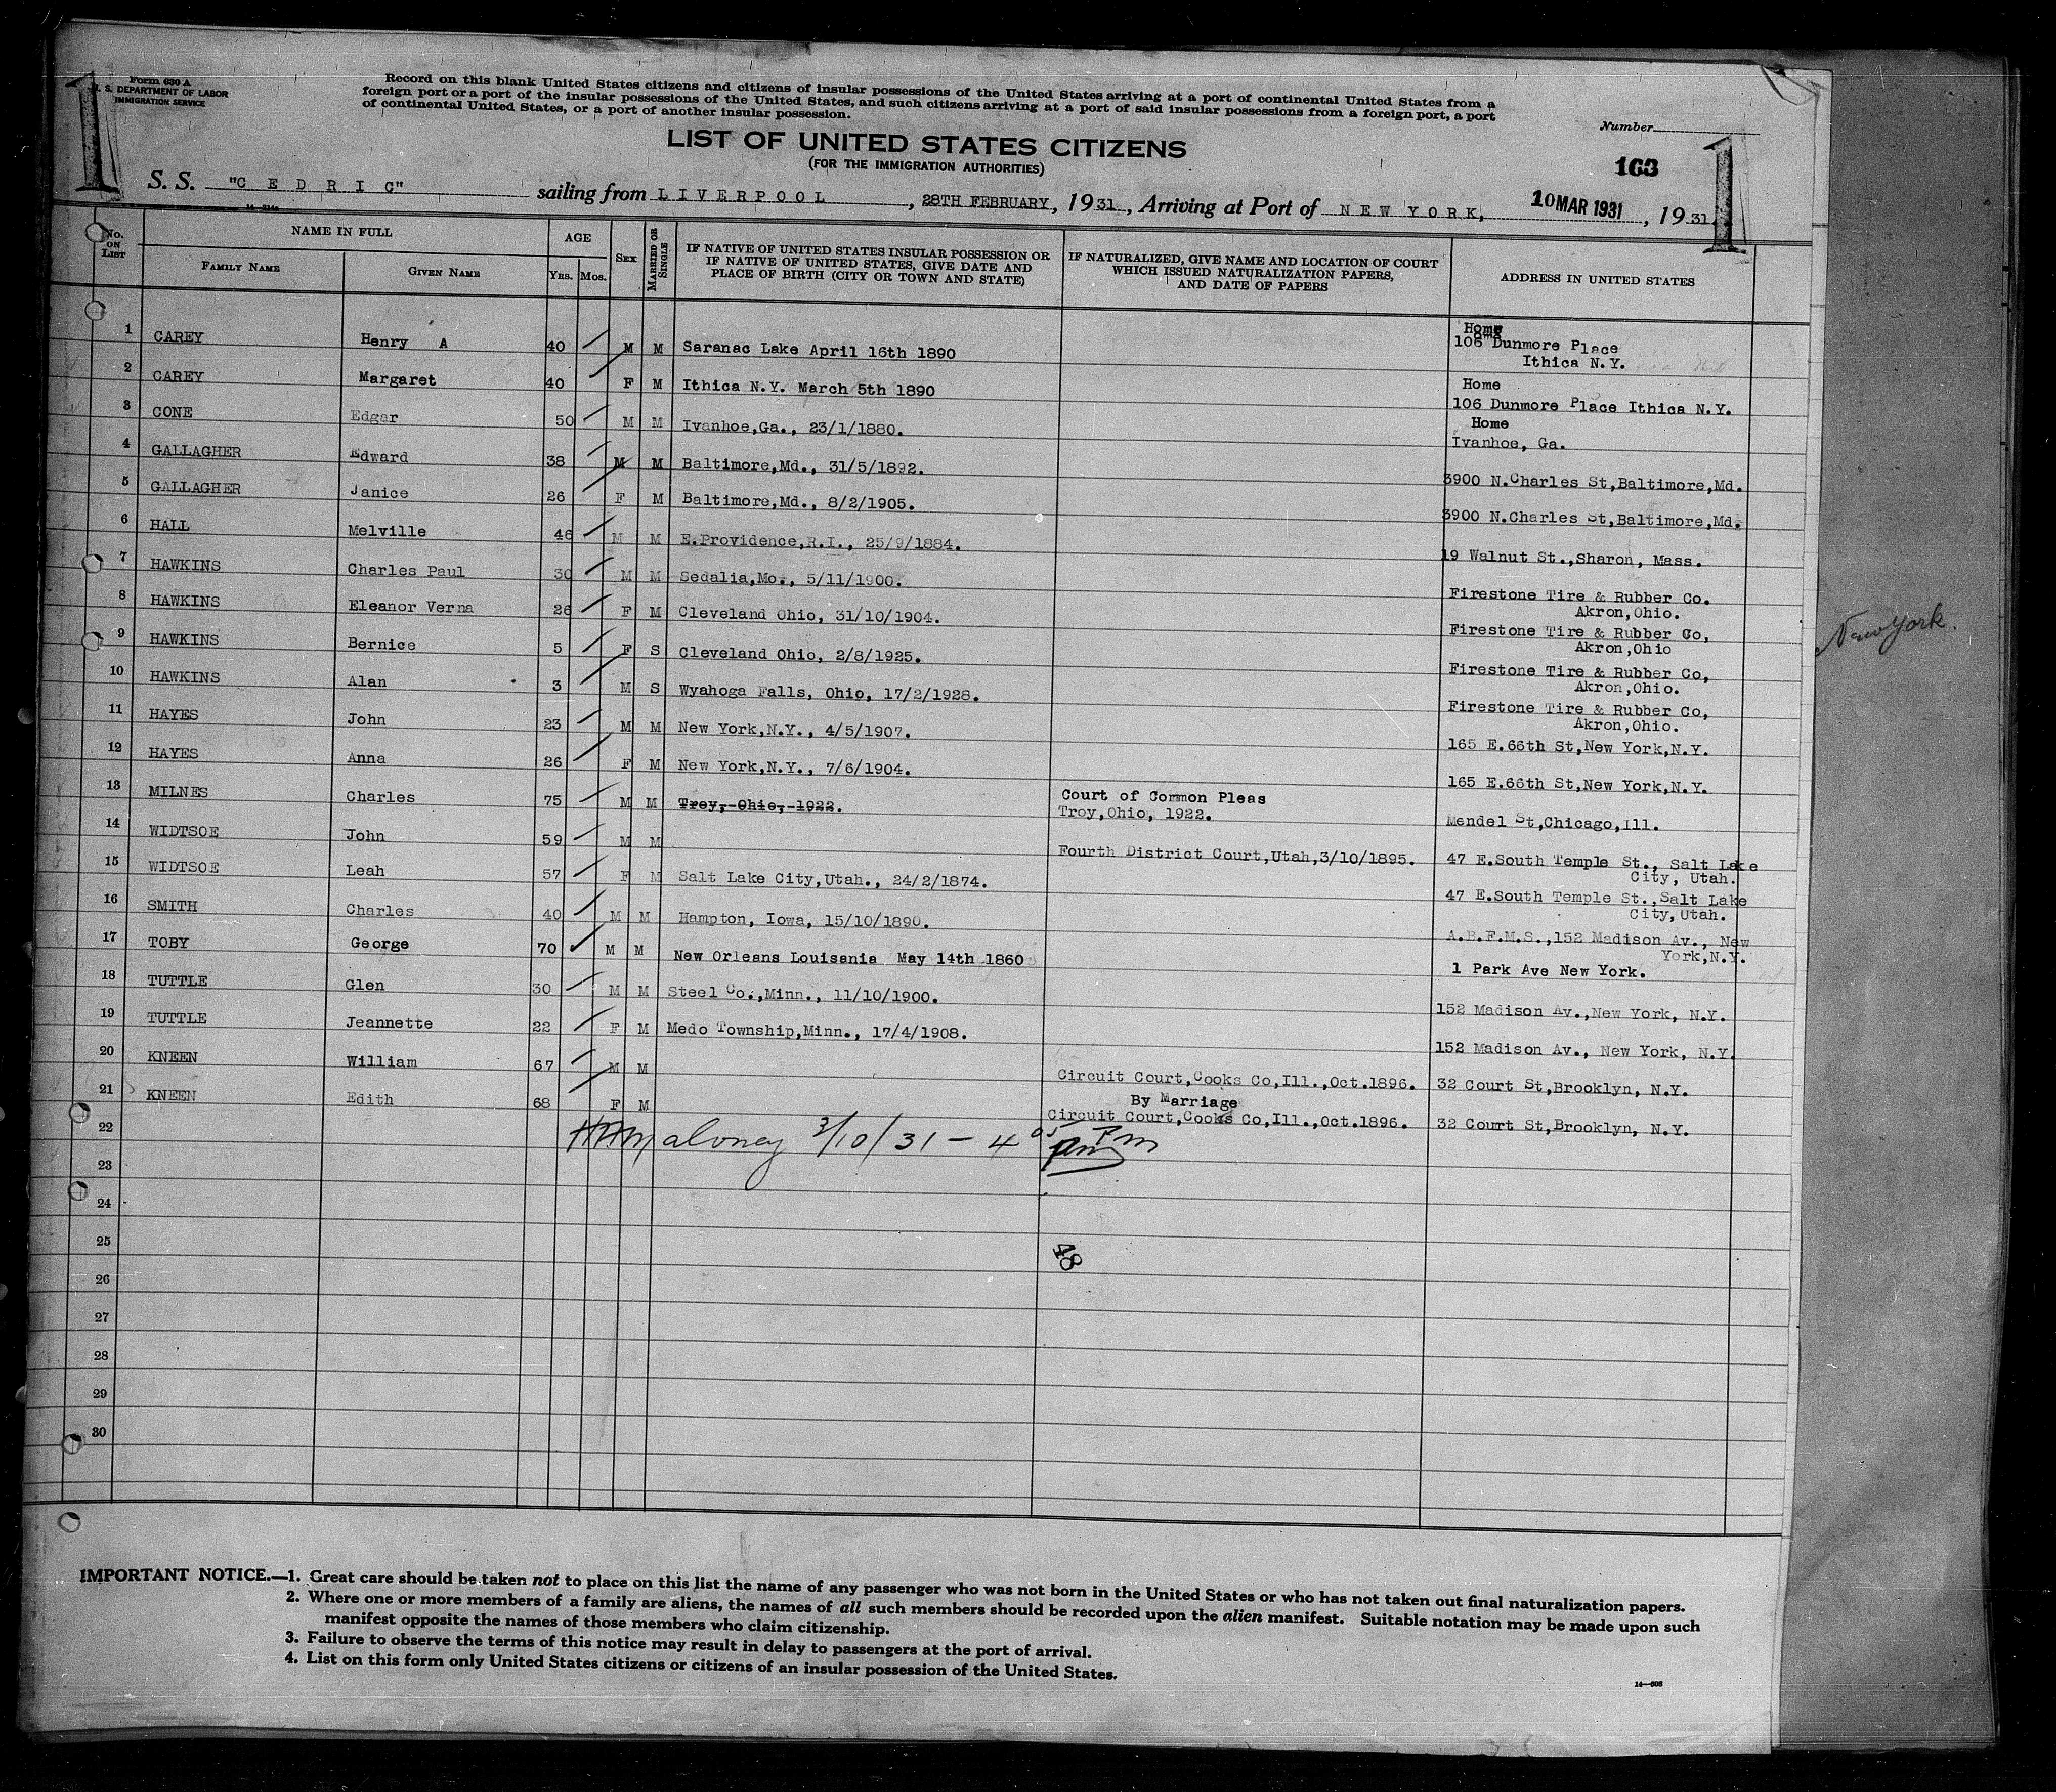 Form 630 A
U. S. DEPARTMENT OF LABOR
IMMIGRATION SERVICE
1
Record on this blank United States citizens and citizens of insular possessions of the United States arriving at a port of continental United States from a
foreign port or a port of the insular possessions of the United States, and such citizens arriving at a port of said insular possessions from a foreign port, a port
of continental United States, or a port of another insular possession.
LIST OF UNITED STATES CITIZENS
(FOR THE IMMIGRATION AUTHORITIES)
Number
163
1
S. S. "C E D R I C" sailing from L I V E R P O O L, 28TH FEBRUARY, 1931, Arriving at Port of N E W Y O R K, 10 MAR 1931, 1931
No. on List NAME IN FULL FAMILY NAME GIVEN NAME AGE YRS. MOS. SEX MARRIED OR SINGLE
IF NATIVE OF UNITED STATES INSULAR POSSESSION OR
IF NATIVE OF UNITED STATES, GIVE DATE AND
PLACE OF BIRTH (CITY OR TOWN AND STATE)
IF NATURALIZED, GIVE NAME AND LOCATION OF COURT
WHICH ISSUED NATURALIZATION PAPERS,
AND DATE OF PAPERS
ADDRESS IN UNITED STATES
1 CAREY Henry A 40 M M Saranac Lake April 16th 1890 Home
106 Dunmore Place
Ithica N.Y.
2 CAREY Margaret 40 F M Ithica N.Y. March 5th 1890 Home
106 Dunmore Place Ithica N.Y.
3 CONE Edgar 50 M M Ivanhoe,Ga., 23/1/1880. Home
Ivanhoe, Ga.
4 GALLAGHER Edward 38 M M Baltimore,Md., 31/5/1892. 3900 N.Charles St,Baltimore,Md.
5 GALLAGHER Janice 26 F M Baltimore,Md., 8/2/1905. 3900 N.Charles St,Baltimore,Md.
6 HALL Melville 46 M M E.Providence,R.I., 25/9/1884. 19 Walnut St.,Sharon, Mass.
7 HAWKINS Charles Paul 30 M M Sedalia,Mo., 5/11/1900. Firestone Tire & Rubber Co.
Akron,Ohio.
8 HAWKINS Eleanor Verna 26 F M Cleveland Ohio, 31/10/1904. Firestone Tire & Rubber Co,
Akron,Ohio
9 HAWKINS Bernice 5 F S Cleveland Ohio, 2/8/1925. Firestone Tire & Rubber Co,
Akron,Ohio.
10 HAWKINS Alan 3 M S Wyahoga Falls, Ohio, 17/2/1928. Firestone Tire & Rubber Co,
Akron,Ohio.
11 HAYES John 23 M M New York,N.Y., 4/5/1907. 165 E.66th St,New York,N.Y.
12 HAYES Anna 26 F M New York,N.Y., 7/6/1904. 165 E.66th St,New York,N.Y.
13 MILNES Charles 75 M M Troy,-Ohio,-1922. Court of Common Pleas
Troy,Ohio, 1922. Mendel St,Chicago,Ill.
14 WIDTSOE John 59 M M Fourth District Court,Utah,3/10/1895. 47 E.South Temple St., Salt Lake
City, Utah.
15 WIDTSOE Leah 57 F M Salt Lake City,Utah., 24/2/1874. 47 E.South Temple St.,Salt Lake
City,Utah.
16 SMITH Charles 40 M M Hampton, Iowa, 15/10/1890. A.B.F.M.S.,152 Madison Av., New
York,N.Y.
17 TOBY George 70 M M New Orleans Louisania May 14th 1860 1 Park Ave New York.
18 TUTTLE Glen 30 M M Steel Co.,Minn., 11/10/1900. 152 Madison Av.,New York, N.Y.
19 TUTTLE Jeannette 22 F M Medo Township,Minn., 17/4/1908. 152 Madison Av., New York, N.Y.
20 KNEEN William 67 M M Circuit Court,Cooks Co,Ill.,Oct.1896. 32 Court St,Brooklyn, N.Y.
21 KNEEN Edith 68 F M By Marriage
Circuit Court,Cooks Co,Ill.,Oct.1896. 32 Court St,Brooklyn, N.Y.
22 Maloney 3/10/31 - 4 05 Pm
23
24
25
48
26
27
28
29
30
New York.
IMPORTANT NOTICE.—1. Great care should be taken not to place on this list the name of any passenger who was not born in the United States or who has not taken out final naturalization papers.
2. Where one or more members of a family are aliens, the names of all such members should be recorded upon the alien manifest. Suitable notation may be made upon such
manifest opposite the names of those members who claim citizenship.
3. Failure to observe the terms of this notice may result in delay to passengers at the port of arrival.
4. List on this form only United States citizens or citizens of an insular possession of the United States.